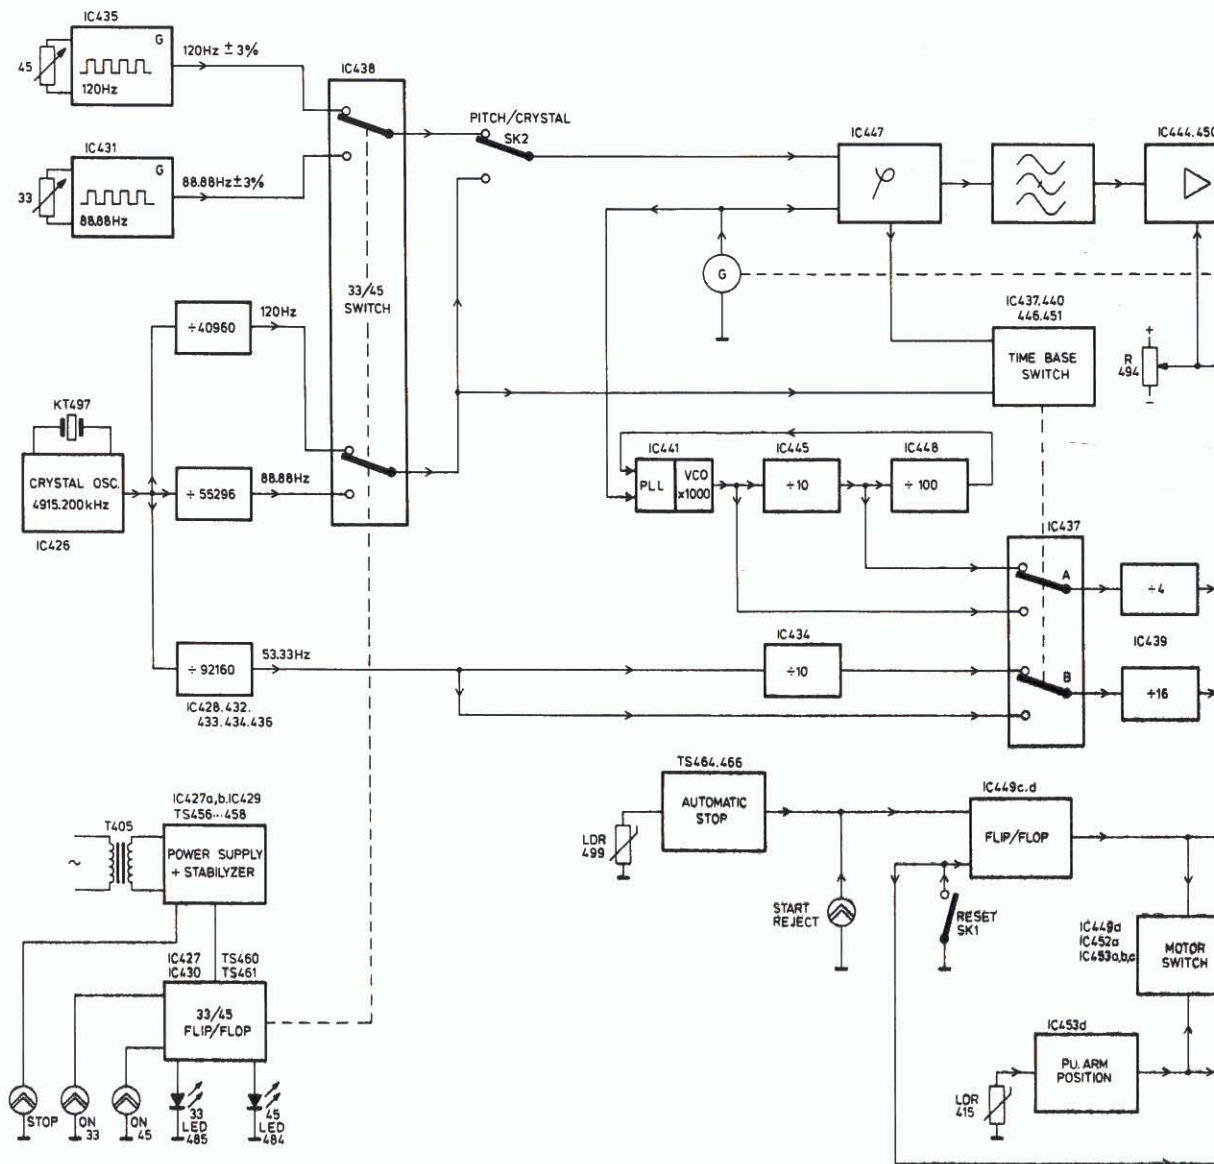 IC435
G
120Hz ± 3%
45
120Hz
IC438
PITCH/CRYSTAL
SK2
IC447
IC444.450
IC431
G
88.88Hz ± 3%
33
88.88Hz
φ
G
33/45
SWITCH
IC437.440
446.451
TIME BASE
SWITCH
+
R
494
−
÷40960
120Hz
KT497
CRYSTAL OSC.
4915.200kHz
IC426
÷ 55296
88.88Hz
IC441
PLL
VCO
x1000
IC445
÷10
IC448
÷ 100
IC437
A
÷4
÷ 92160
53.33Hz
IC428.432.
433.434.436
IC434
÷10
B
IC439
÷16
TS464.466
AUTOMATIC
STOP
LDR
499
IC449c.d
FLIP/FLOP
START
REJECT
RESET
SK1
IC449d
IC452a
IC453a,b,c
MOTOR
SWITCH
IC427a,b.IC429
TS456...458
T405
~
POWER SUPPLY
+ STABILYZER
IC427
IC430
TS460
TS461
33/45
FLIP/FLOP
STOP
ON
33
ON
45
33
LED
485
45
LED
484
IC453d
P.U. ARM
POSITION
LDR
415